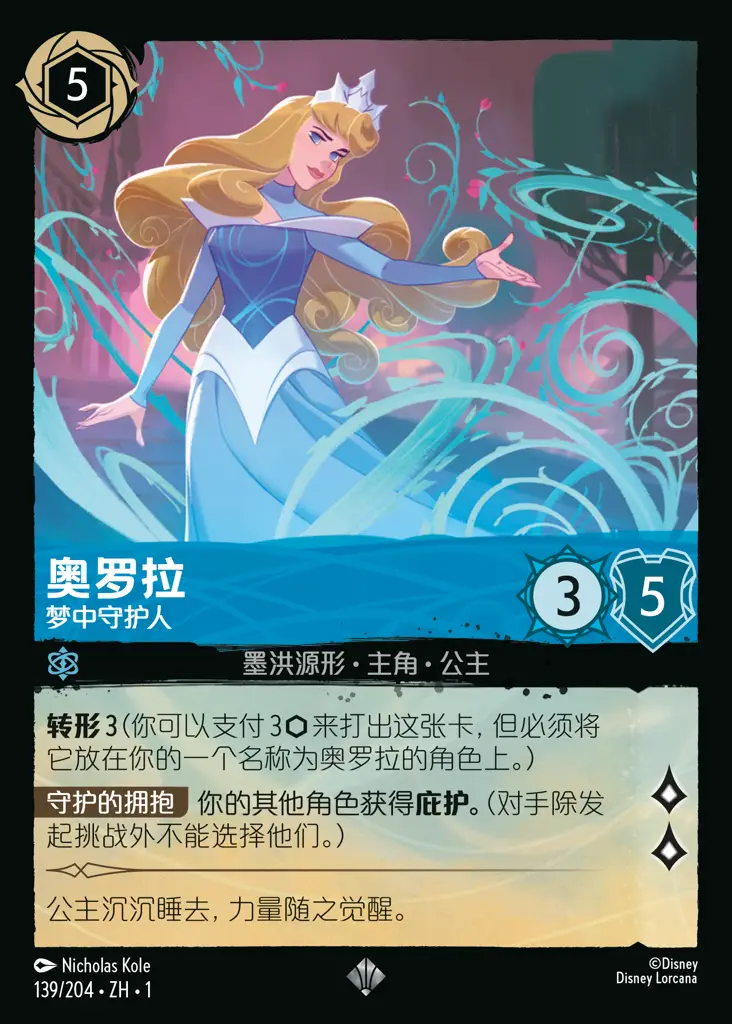 5
奥罗拉
梦中守护人
3
5
墨洪源形·主角·公主
转形 3(你可以支付 3⬡来打出这张卡, 但必须将
它放在你的一个名称为奥罗拉的角色上。)
守护的拥抱 你的其他角色获得庇护。(对手除发
起挑战外不能选择他们。)
公主沉沉睡去, 力量随之觉醒。
Nicholas Kole
139/204 • ZH • 1
©Disney
Disney Lorcana